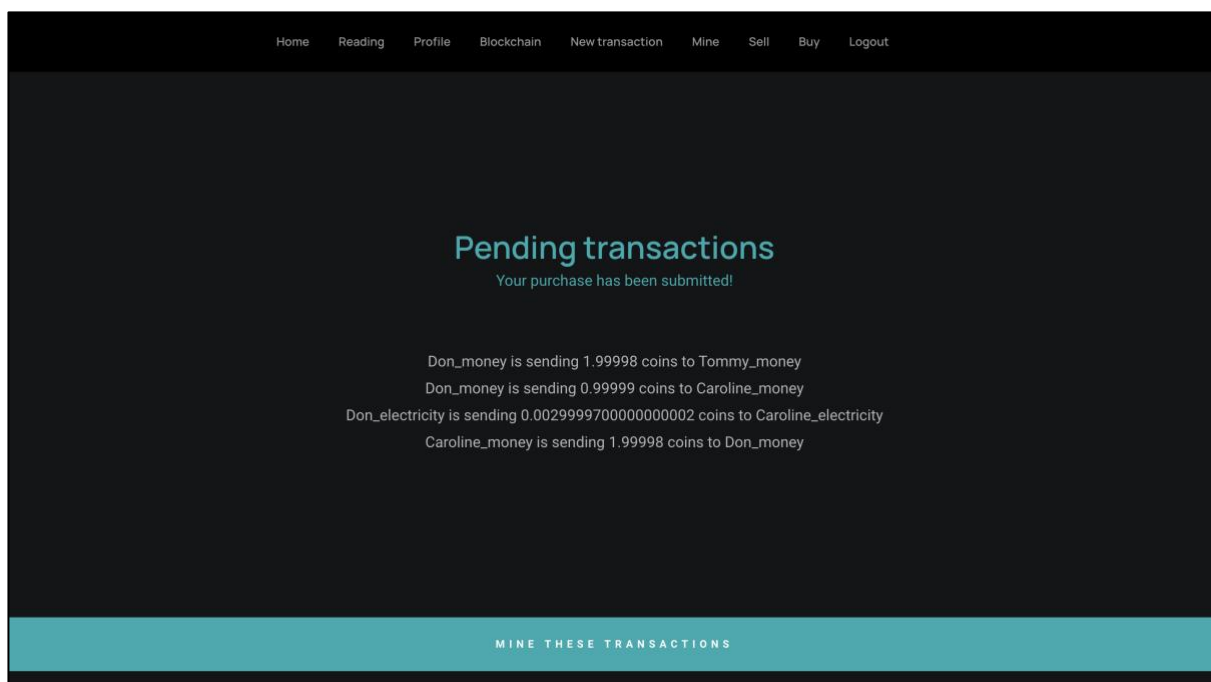 Home Reading Profile Blockchain New transaction Mine Sell Buy Logout
Pending transactions
Your purchase has been submitted!
Don_money is sending 1.99998 coins to Tommy_money
Don_money is sending 0.99999 coins to Caroline_money
Don_electricity is sending 0.0029999700000000002 coins to Caroline_electricity
Caroline_money is sending 1.99998 coins to Don_money
MINE THESE TRANSACTIONS